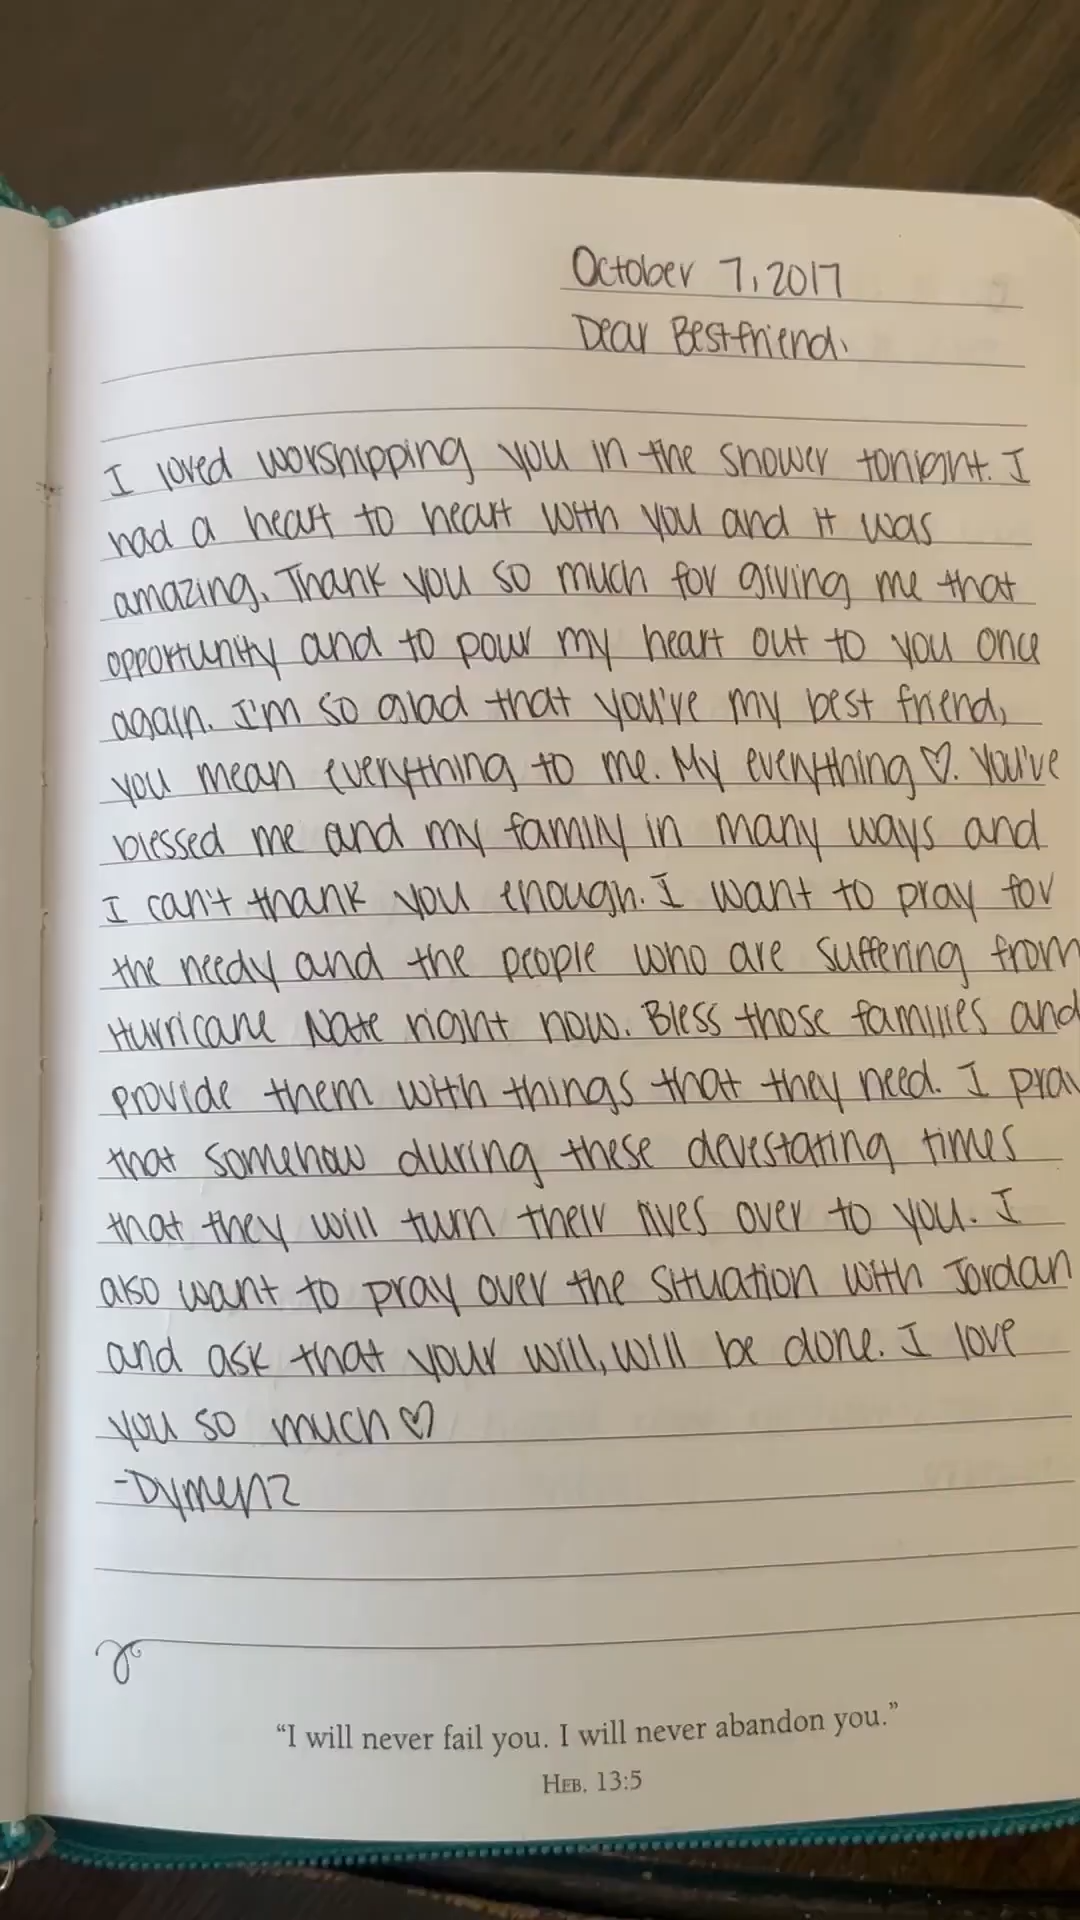 October 7, 2017
Dear Bestfriend,
I loved worshipping you in the shower tonight. I
had a heart to heart with you and it was
amazing. Thank you so much for giving me that
opportunity and to pour my heart out to you once
again. I'm so glad that you've my best friend,
you mean everything to me. My everything ♡. You've
blessed me and my family in many ways and
I can't thank you enough. I want to pray for
the needy and the people who are suffering from
Hurricane Nate right now. Bless those families and
provide them with things that they need. I pray
that somehow during these devestating times
that they will turn their lives over to you. I
also want to pray over the situation with Jordan
and ask that your will, will be done. I love
you so much ♡
-Dymenz
“I will never fail you. I will never abandon you.”
HEB. 13:5